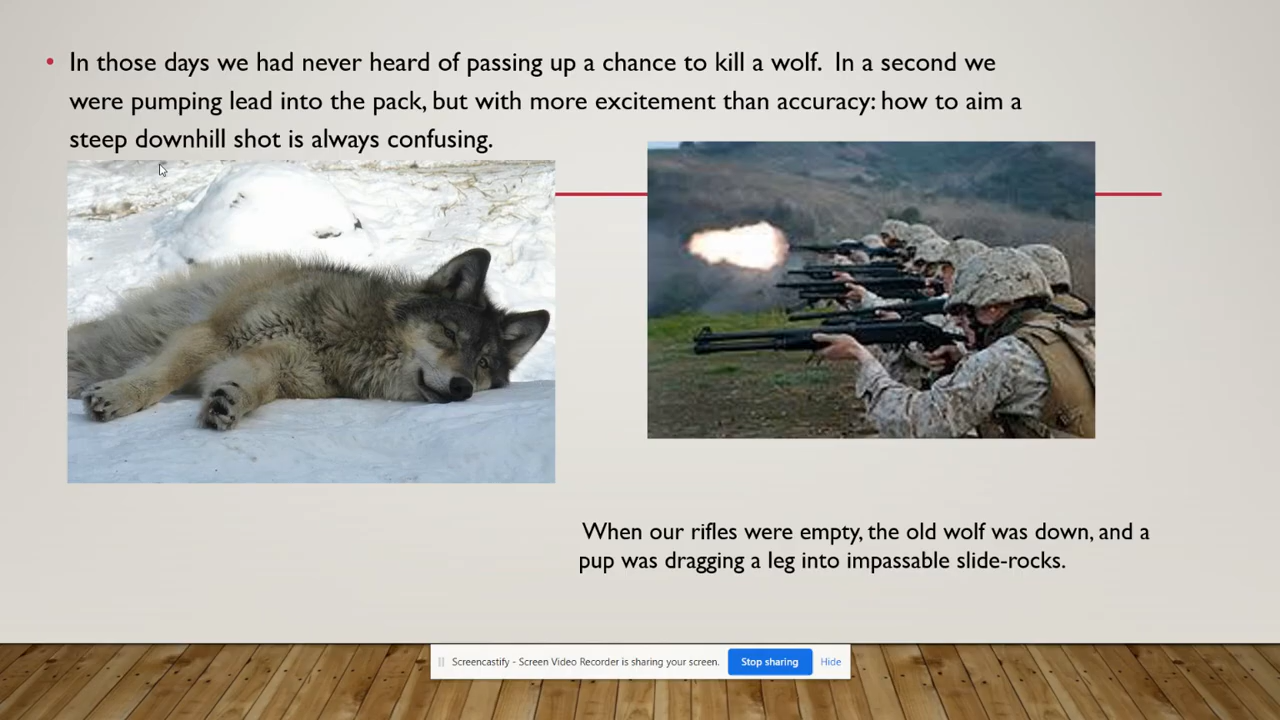 • In those days we had never heard of passing up a chance to kill a wolf.  In a second we
were pumping lead into the pack, but with more excitement than accuracy: how to aim a
steep downhill shot is always confusing.
When our rifles were empty, the old wolf was down, and a
pup was dragging a leg into impassable slide-rocks.
Screencastify - Screen Video Recorder is sharing your screen. Stop sharing Hide